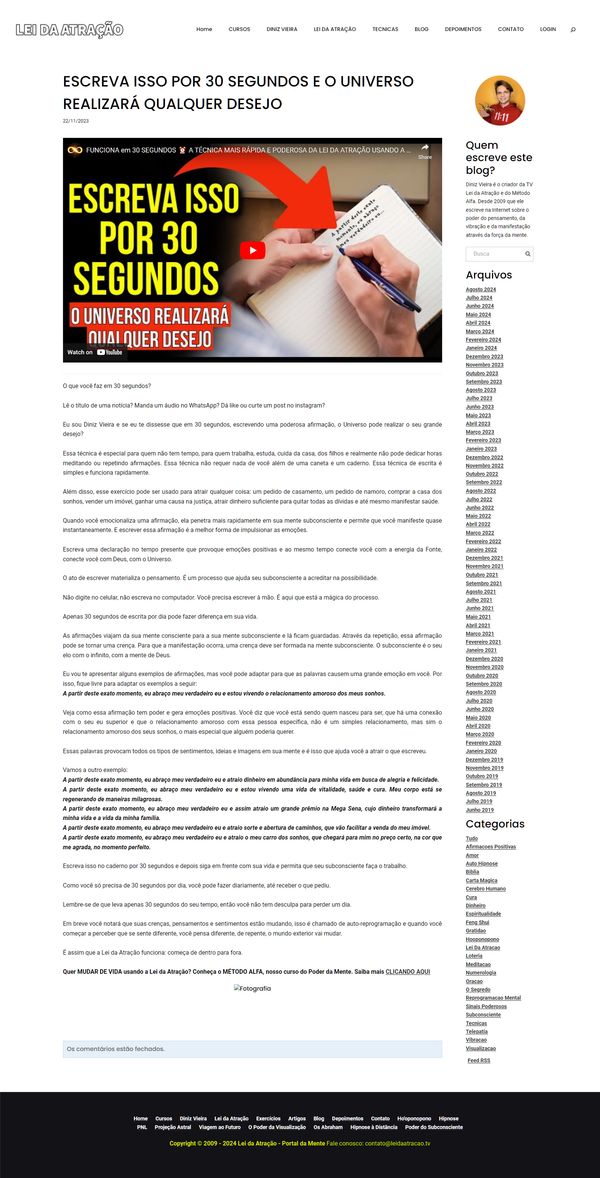 LEI DA ATRAÇÃO
Home CURSOS DINIZ VIEIRA LEI DA ATRAÇÃO TECNICAS BLOG DEPOIMENTOS CONTATO LOGIN
ESCREVA ISSO POR 30 SEGUNDOS E O UNIVERSO
REALIZARÁ QUALQUER DESEJO
22/11/2023
FUNCIONA em 30 SEGUNDOS A TÉCNICA MAIS RÁPIDA E PODEROSA DA LEI DA ATRAÇÃO USANDO A ...
Share
ESCREVA ISSO
POR 30
SEGUNDOS
O UNIVERSO REALIZARÁ
QUALQUER DESEJO
A partir deste exato
momento, eu abraço
meu verdadeiro eu...
Watch on YouTube
O que você faz em 30 segundos?
Lê o título de uma notícia? Manda um áudio no WhatsApp? Dá like ou curte um post no instagram?
Eu sou Diniz Vieira e se eu te dissesse que em 30 segundos, escrevendo uma poderosa afirmação, o Universo pode realizar o seu grande
desejo?
Essa técnica é especial para quem não tem tempo, para quem trabalha, estuda, cuida da casa, dos filhos e realmente não pode dedicar horas
meditando ou repetindo afirmações. Essa técnica não requer nada de você além de uma caneta e um caderno. Essa técnica de escrita é
simples e funciona rapidamente.
Além disso, esse exercício pode ser usado para atrair qualquer coisa: um pedido de casamento, um pedido de namoro, comprar a casa dos
sonhos, vender um imóvel, ganhar uma causa na justiça, atrair dinheiro suficiente para quitar todas as dívidas e até mesmo manifestar saúde.
Quando você emocionaliza uma afirmação, ela penetra mais rapidamente em sua mente subconsciente e permite que você manifeste quase
instantaneamente. E escrever essa afirmação é a melhor forma de impulsionar as emoções.
Escreva uma declaração no tempo presente que provoque emoções positivas e ao mesmo tempo conecte você com a energia da Fonte,
conecte você com Deus, com o Universo.
O ato de escrever materializa o pensamento. É um processo que ajuda seu subconsciente a acreditar na possibilidade.
Não digite no celular, não escreva no computador. Você precisa escrever à mão. É aqui que está a mágica do processo.
Apenas 30 segundos de escrita por dia pode fazer diferença em sua vida.
As afirmações viajam da sua mente consciente para a sua mente subconsciente e lá ficam guardadas. Através da repetição, essa afirmação
pode se tornar uma crença. Para que a manifestação ocorra, uma crença deve ser formada na mente subconsciente. O subconsciente é o seu
elo com o infinito, com a mente de Deus.
Eu vou te apresentar alguns exemplos de afirmações, mas você pode adaptar para que as palavras causem uma grande emoção em você. Por
isso, fique livre para adaptar os exemplos a seguir:
A partir deste exato momento, eu abraço meu verdadeiro eu e estou vivendo o relacionamento amoroso dos meus sonhos.
Veja como essa afirmação tem poder e gera emoções positivas. Você diz que você está sendo quem nasceu para ser, que há uma conexão
com o seu eu superior e que o relacionamento amoroso com essa pessoa específica, não é um simples relacionamento, mas sim o
relacionamento amoroso dos seus sonhos, o mais especial que alguém poderia querer.
Essas palavras provocam todos os tipos de sentimentos, ideias e imagens em sua mente e é isso que ajuda você a atrair o que escreveu.
Vamos a outro exemplo:
A partir deste exato momento, eu abraço meu verdadeiro eu e atraio dinheiro em abundância para minha vida em busca de alegria e felicidade.
A partir deste exato momento, eu abraço meu verdadeiro eu e estou vivendo uma vida de vitalidade, saúde e cura. Meu corpo está se
regenerando de maneiras milagrosas.
A partir deste exato momento, eu abraço meu verdadeiro eu e assim atraio um grande prêmio na Mega Sena, cujo dinheiro transformará a
minha vida e a vida da minha família.
A partir deste exato momento, eu abraço meu verdadeiro eu e atraio sorte e abertura de caminhos, que vão facilitar a venda do meu imóvel.
A partir deste exato momento, eu abraço meu verdadeiro eu e atraio o meu carro dos sonhos, que chegará para mim no preço certo, na cor que
me agrada, no momento perfeito.
Escreva isso no caderno por 30 segundos e depois siga em frente com sua vida e permita que seu subconsciente faça o trabalho.
Como você só precisa de 30 segundos por dia, você pode fazer diariamente, até receber o que pediu.
Lembre-se de que leva apenas 30 segundos do seu tempo, então você não tem desculpa para perder um dia.
Em breve você notará que suas crenças, pensamentos e sentimentos estão mudando, isso é chamado de auto-reprogramação e quando você
começar a perceber que se sente diferente, você pensa diferente, de repente, o mundo exterior vai mudar.
É assim que a Lei da Atração funciona: começa de dentro para fora.
Quer MUDAR DE VIDA usando a Lei da Atração? Conheça o MÉTODO ALFA, nosso curso do Poder da Mente. Saiba mais CLICANDO AQUI
Fotografia
Os comentários estão fechados.
11:11
Quem
escreve este
blog?
Diniz Vieira é o criador da TV
Lei da Atração e do Método
Alfa. Desde 2009 que ele
escreve na Internet sobre o
poder do pensamento, da
vibração e da manifestação
através da força da mente.
Busca
Arquivos
Agosto 2024
Julho 2024
Junho 2024
Maio 2024
Abril 2024
Março 2024
Fevereiro 2024
Janeiro 2024
Dezembro 2023
Novembro 2023
Outubro 2023
Setembro 2023
Agosto 2023
Julho 2023
Junho 2023
Maio 2023
Abril 2023
Março 2023
Fevereiro 2023
Janeiro 2023
Dezembro 2022
Novembro 2022
Outubro 2022
Setembro 2022
Agosto 2022
Julho 2022
Junho 2022
Maio 2022
Abril 2022
Março 2022
Fevereiro 2022
Janeiro 2022
Dezembro 2021
Novembro 2021
Outubro 2021
Setembro 2021
Agosto 2021
Julho 2021
Junho 2021
Maio 2021
Abril 2021
Março 2021
Fevereiro 2021
Janeiro 2021
Dezembro 2020
Novembro 2020
Outubro 2020
Setembro 2020
Agosto 2020
Julho 2020
Junho 2020
Maio 2020
Abril 2020
Março 2020
Fevereiro 2020
Janeiro 2020
Dezembro 2019
Novembro 2019
Outubro 2019
Setembro 2019
Agosto 2019
Julho 2019
Junho 2019
Categorias
Tudo
Afirmacoes Positivas
Amor
Auto Hipnose
Biblia
Carta Magica
Cerebro Humano
Cura
Dinheiro
Espiritualidade
Feng Shui
Gratidao
Hooponopono
Lei Da Atracao
Loteria
Meditacao
Numerologia
Oracao
O Segredo
Reprogramacao Mental
Sinais Poderosos
Subconsciente
Tecnicas
Telepatia
Vibracao
Visualizacao
Feed RSS
Home Cursos Diniz Vieira Lei da Atração Exercícios Artigos Blog Depoimentos Contato Ho'oponopono Hipnose
PNL Projeção Astral Viagem ao Futuro O Poder da Visualização Os Abraham Hipnose à Distância Poder do Subconsciente
Copyright © 2009 - 2024 Lei da Atração - Portal da Mente Fale conosco: contato@leidaatracao.tv